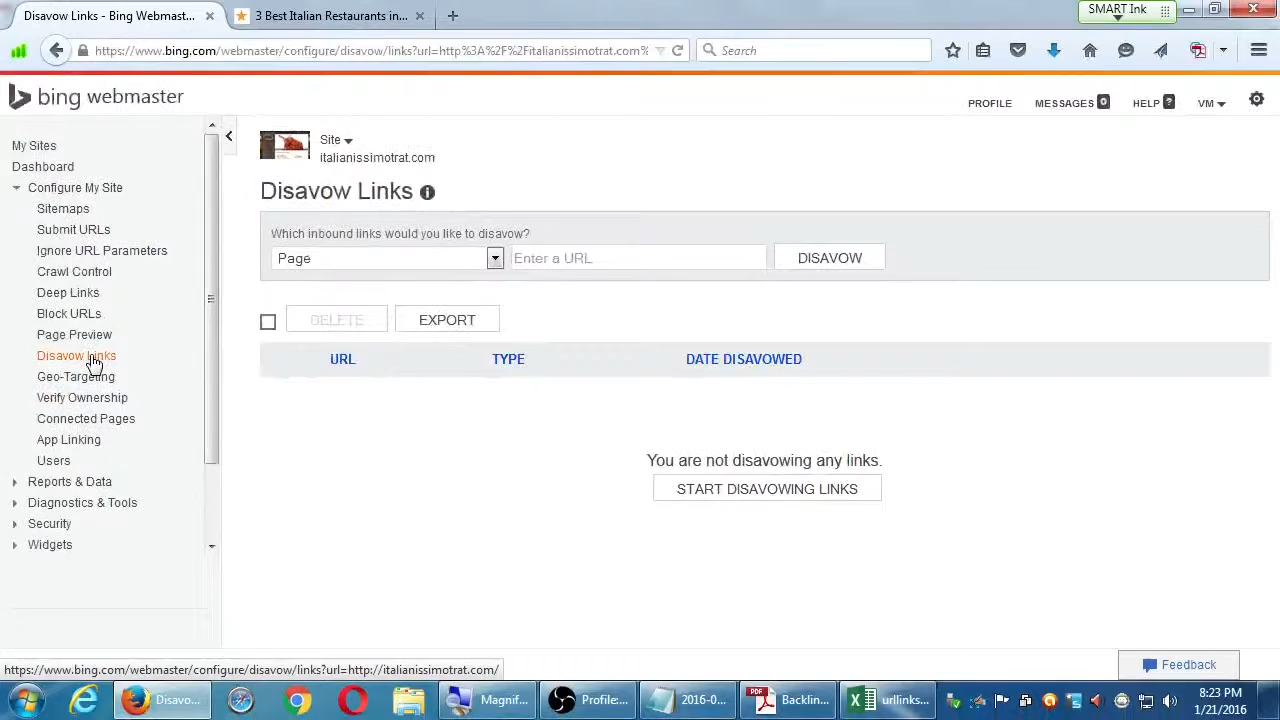 Disavow Links - Bing Webmast...
3 Best Italian Restaurants in...
SMART Ink
https://www.bing.com/webmaster/configure/disavow/links?url=http%3A%2F%2Fitalianissimotrat.com%
Search
bing webmaster
PROFILE
MESSAGES 0
HELP ?
VM
My Sites
Dashboard
Configure My Site
Sitemaps
Submit URLs
Ignore URL Parameters
Crawl Control
Deep Links
Block URLs
Page Preview
Disavow Links
Geo-Targeting
Verify Ownership
Connected Pages
App Linking
Users
Reports & Data
Diagnostics & Tools
Security
Widgets
Site
italianissimotrat.com
Disavow Links
Which inbound links would you like to disavow?
Page
Enter a URL
DISAVOW
DELETE
EXPORT
URL
TYPE
DATE DISAVOWED
You are not disavowing any links.
START DISAVOWING LINKS
https://www.bing.com/webmaster/configure/disavow/links?url=http://italianissimotrat.com/
Feedback
Disavo...
Magnif...
Profile:...
2016-0...
PDF
Backlin...
urllinks...
8:23 PM
1/21/2016